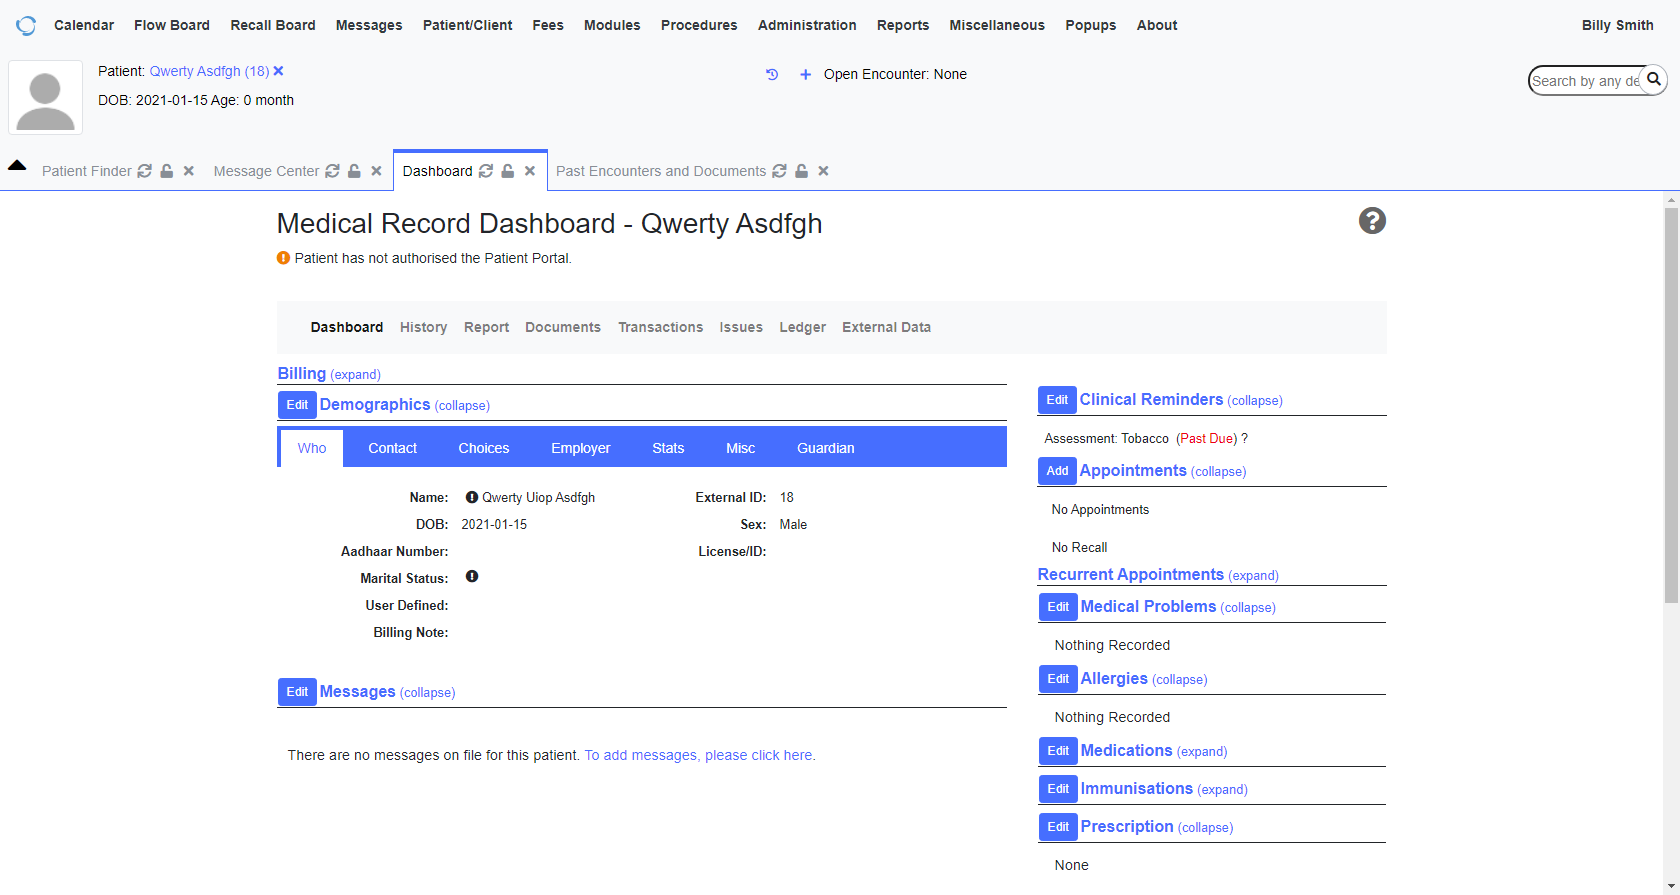 Calendar Flow Board Recall Board Messages Patient/Client Fees Modules Procedures Administration Reports Miscellaneous Popups About Billy Smith
Patient: Qwerty Asdfgh (18)
DOB: 2021-01-15 Age: 0 month
Open Encounter: None
Search by any de
Patient Finder Message Center Dashboard Past Encounters and Documents
Medical Record Dashboard - Qwerty Asdfgh
Patient has not authorised the Patient Portal.
Dashboard History Report Documents Transactions Issues Ledger External Data
Billing (expand)
Edit Demographics (collapse)
Who Contact Choices Employer Stats Misc Guardian
Name: Qwerty Uiop Asdfgh External ID: 18
DOB: 2021-01-15 Sex: Male
Aadhaar Number: License/ID:
Marital Status:
User Defined:
Billing Note:
Edit Messages (collapse)
There are no messages on file for this patient. To add messages, please click here.
Edit Clinical Reminders (collapse)
Assessment: Tobacco (Past Due) ?
Add Appointments (collapse)
No Appointments
No Recall
Recurrent Appointments (expand)
Edit Medical Problems (collapse)
Nothing Recorded
Edit Allergies (collapse)
Nothing Recorded
Edit Medications (expand)
Edit Immunisations (expand)
Edit Prescription (collapse)
None